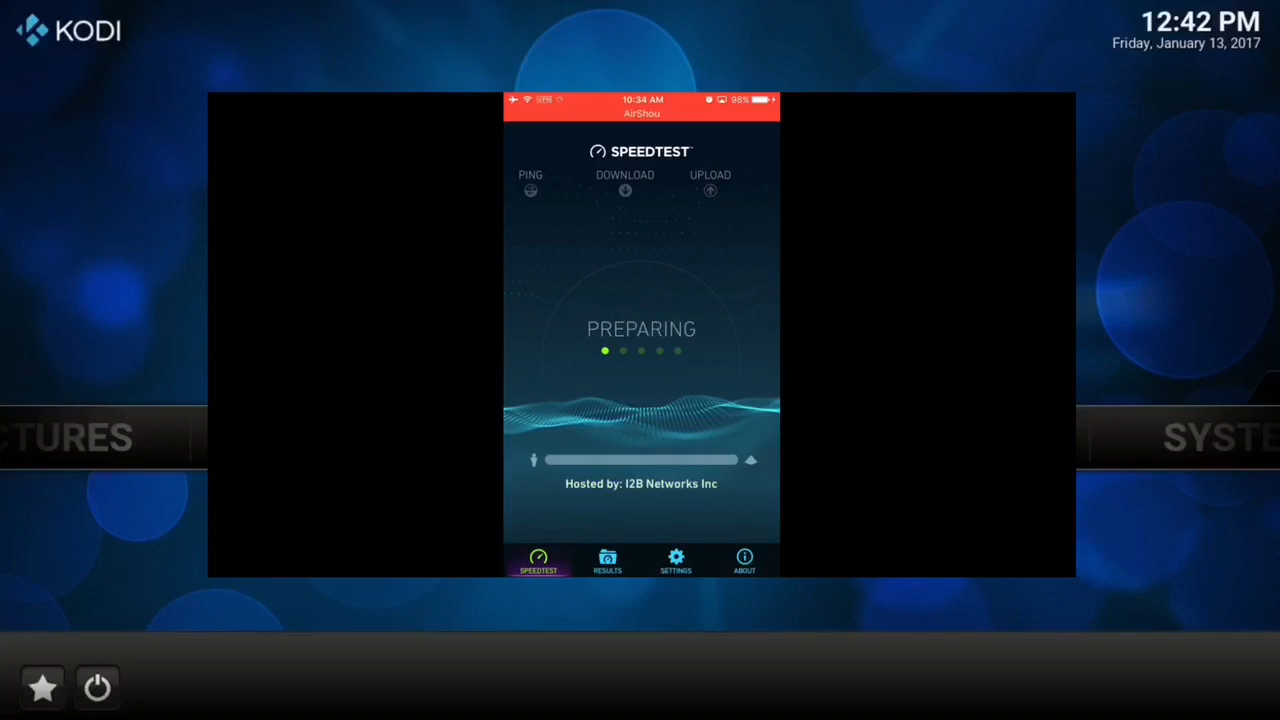 KODI
12:42 PM
Friday, January 13, 2017
VPN 10:34 AM 98%
AirShou
SPEEDTEST
PING DOWNLOAD UPLOAD
PREPARING
CTURES
SYSTE
Hosted by: I2B Networks Inc
SPEEDTEST RESULTS SETTINGS ABOUT